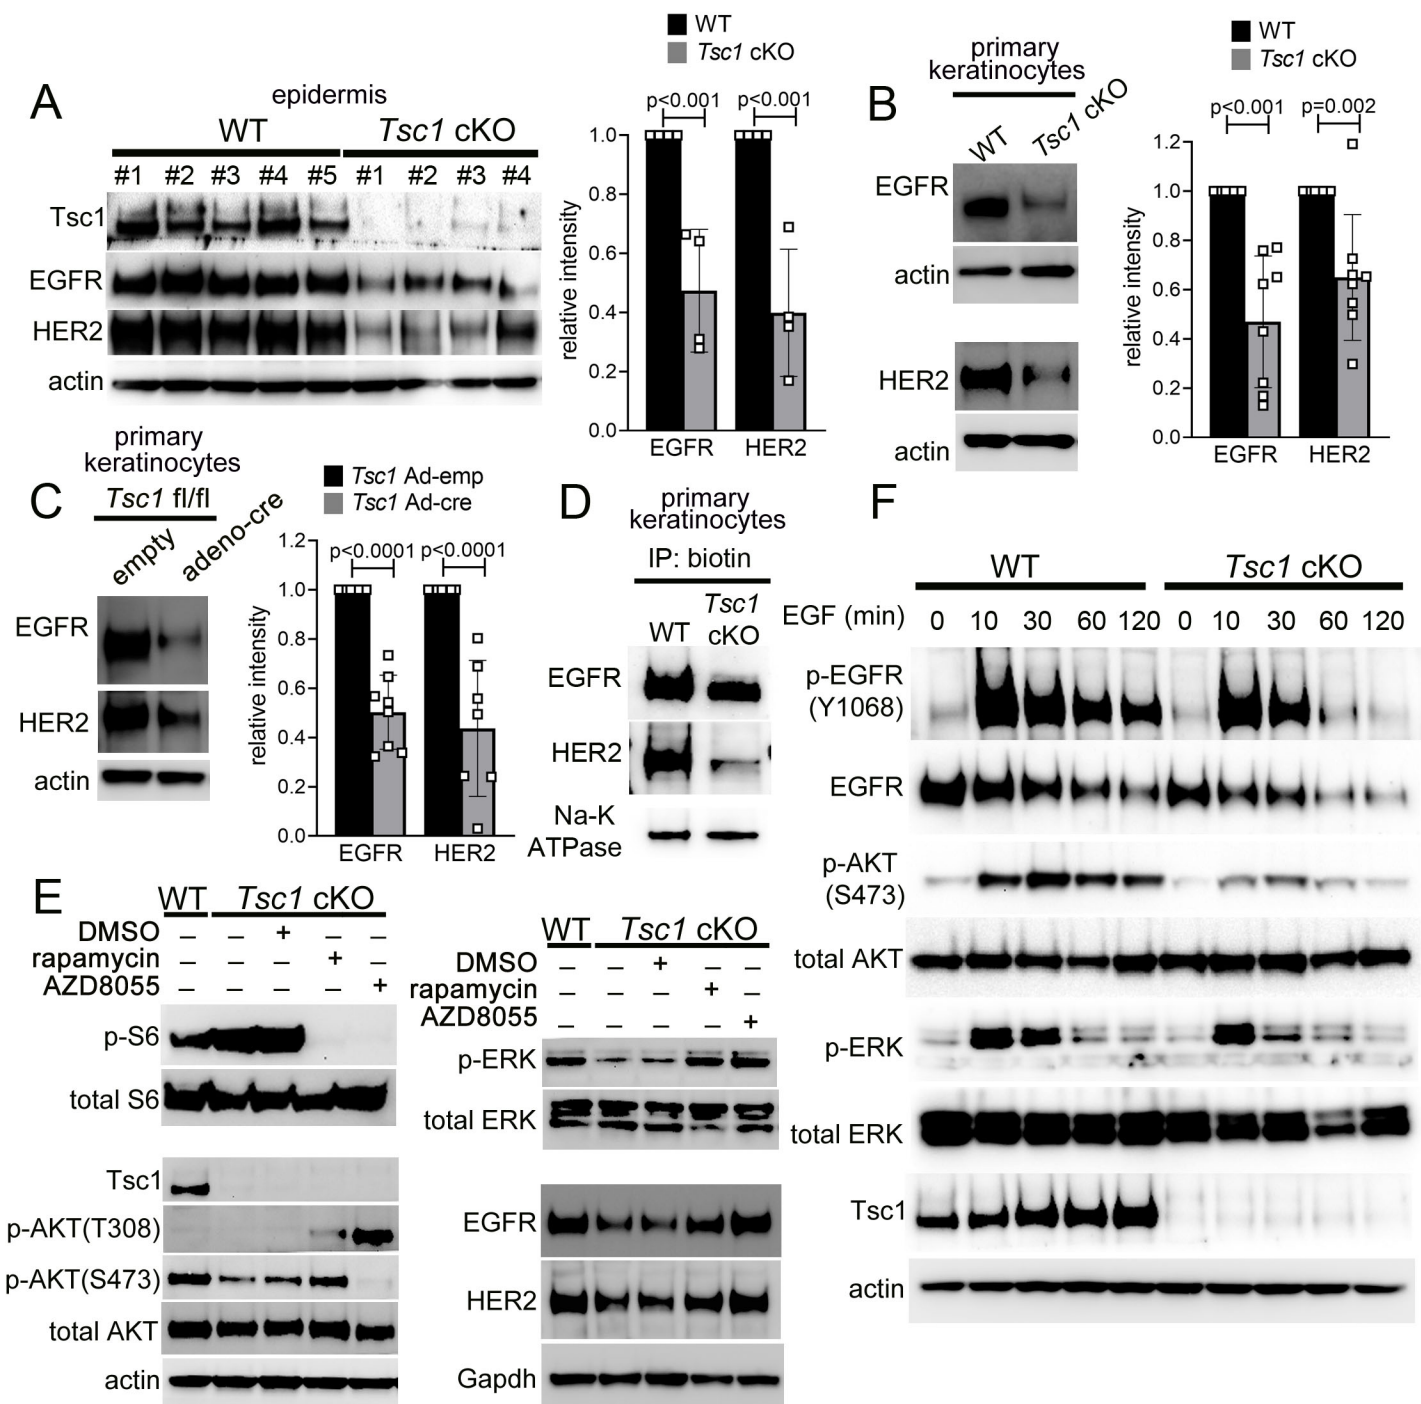 A
epidermis
WT Tsc1 cKO
#1 #2 #3 #4 #5 #1 #2 #3 #4
Tsc1
EGFR
HER2
actin
WT
Tsc1 cKO
p<0.001 p<0.001
relative intensity
1.0
0.8
0.6
0.4
0.2
0.0
EGFR HER2
B
primary
keratinocytes
WT Tsc1 cKO
EGFR
actin
HER2
actin
WT
Tsc1 cKO
p<0.001 p=0.002
relative intensity
1.2
1.0
0.8
0.6
0.4
0.2
0.0
EGFR HER2
C
primary
keratinocytes
Tsc1 fl/fl
empty adeno-cre
EGFR
HER2
actin
Tsc1 Ad-emp
Tsc1 Ad-cre
p<0.0001 p<0.0001
relative intensity
1.2
1.0
0.8
0.6
0.4
0.2
0.0
EGFR HER2
D
primary
keratinocytes
IP: biotin
WT Tsc1
cKO
EGFR
HER2
Na-K
ATPase
E
WT Tsc1 cKO
DMSO – – + – –
rapamycin – – – + –
AZD8055 – – – – +
p-S6
total S6
Tsc1
p-AKT(T308)
p-AKT(S473)
total AKT
actin
WT Tsc1 cKO
DMSO – – + – –
rapamycin – – – + –
AZD8055 – – – – +
p-ERK
total ERK
EGFR
HER2
Gapdh
F
WT Tsc1 cKO
EGF (min) 0 10 30 60 120 0 10 30 60 120
p-EGFR
(Y1068)
EGFR
p-AKT
(S473)
total AKT
p-ERK
total ERK
Tsc1
actin